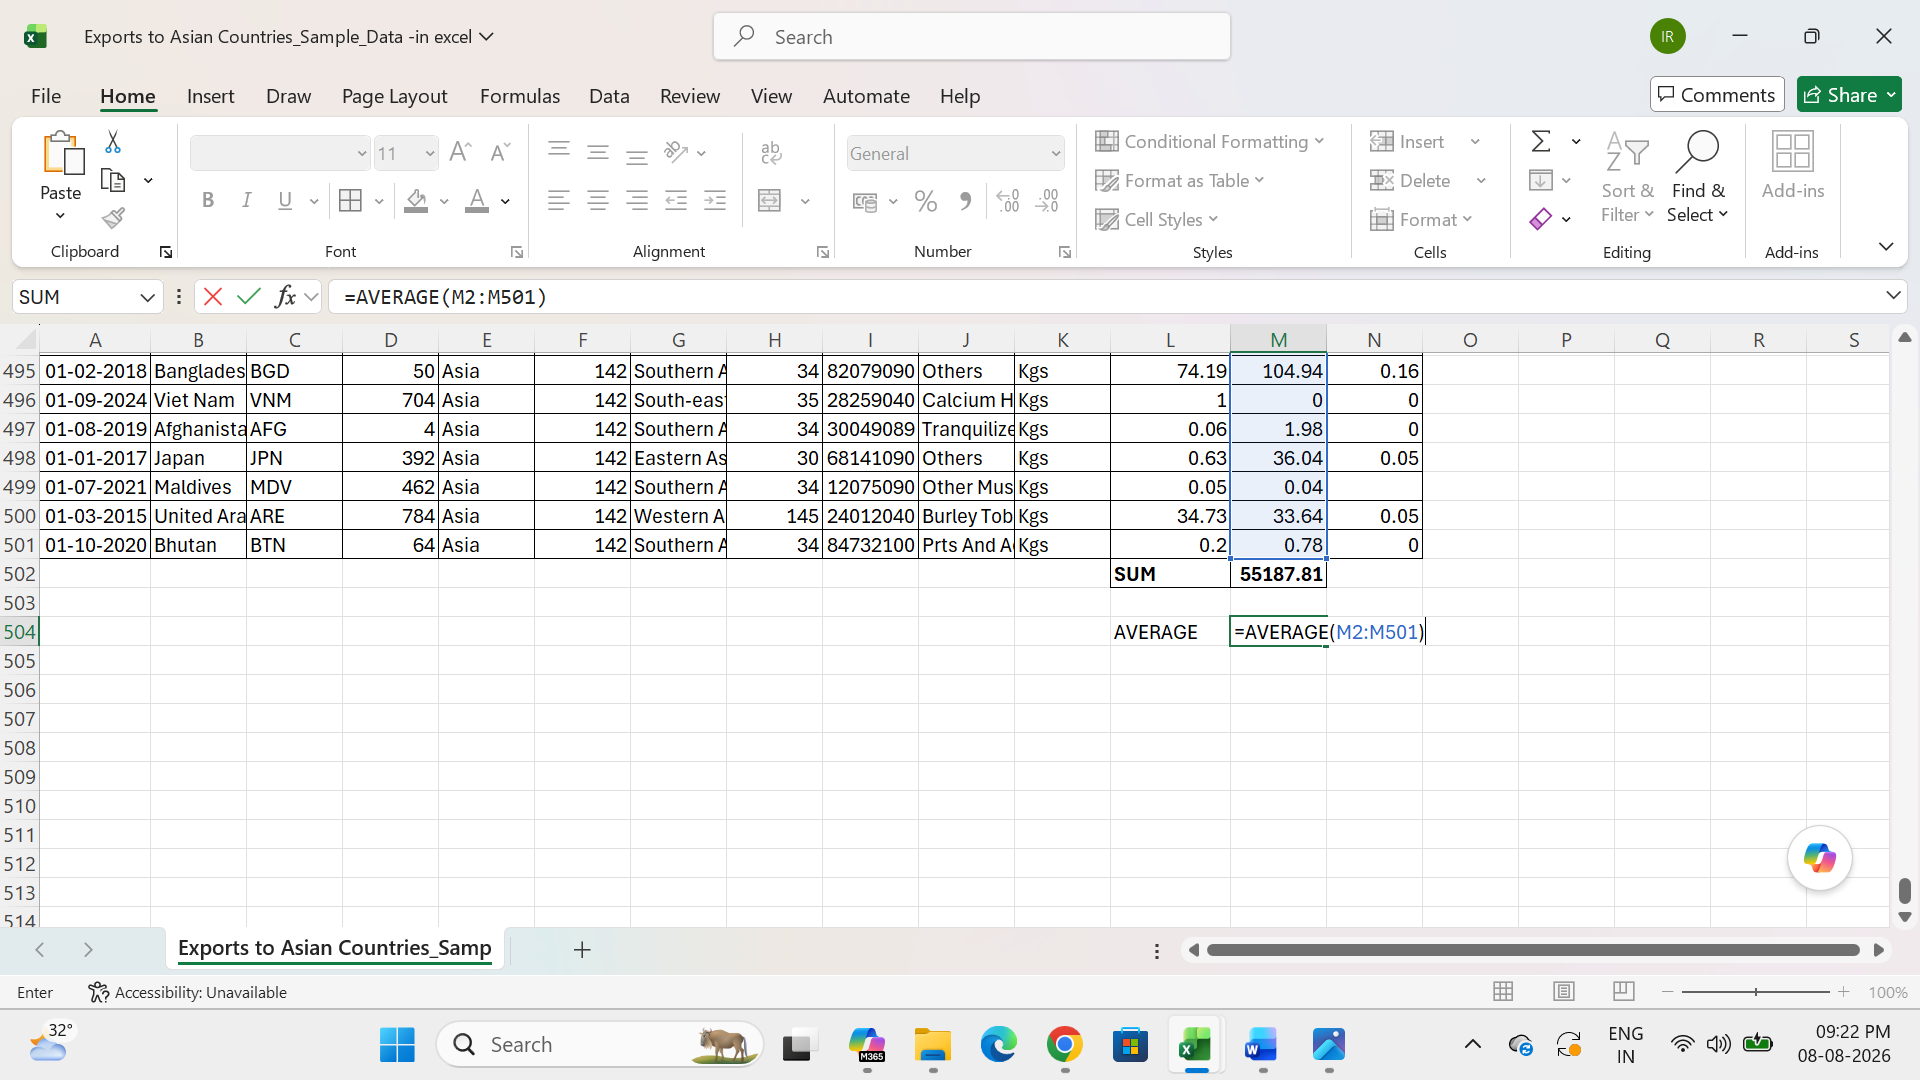 Exports to Asian Countries_Sample_Data -in excel
Search
IR
File Home Insert Draw Page Layout Formulas Data Review View Automate Help
Comments Share
Paste
Clipboard
11
B I U A
Font
ab
Alignment
General
% ,
Number
Conditional Formatting
Format as Table
Cell Styles
Styles
Insert
Delete
Format
Cells
Sort &
Filter
Find &
Select
Editing
Add-ins
Add-ins
SUM fx =AVERAGE(M2:M501)
A B C D E F G H I J K L M N O P Q R S
495 01-02-2018 Banglades BGD 50 Asia 142 Southern A 34 82079090 Others Kgs 74.19 104.94 0.16
496 01-09-2024 Viet Nam VNM 704 Asia 142 South-eas 35 28259040 Calcium H Kgs 1 0 0
497 01-08-2019 Afghanista AFG 4 Asia 142 Southern A 34 30049089 Tranquilize Kgs 0.06 1.98 0
498 01-01-2017 Japan JPN 392 Asia 142 Eastern As 30 68141090 Others Kgs 0.63 36.04 0.05
499 01-07-2021 Maldives MDV 462 Asia 142 Southern A 34 12075090 Other Mus Kgs 0.05 0.04
500 01-03-2015 United Ara ARE 784 Asia 142 Western A 145 24012040 Burley Tob Kgs 34.73 33.64 0.05
501 01-10-2020 Bhutan BTN 64 Asia 142 Southern A 34 84732100 Prts And A Kgs 0.2 0.78 0
502 SUM 55187.81
503
504 AVERAGE =AVERAGE(M2:M501)
505
506
507
508
509
510
511
512
513
514
Exports to Asian Countries_Samp
Enter Accessibility: Unavailable 100%
32°
Search
M365
ENG
IN
09:22 PM
08-08-2026